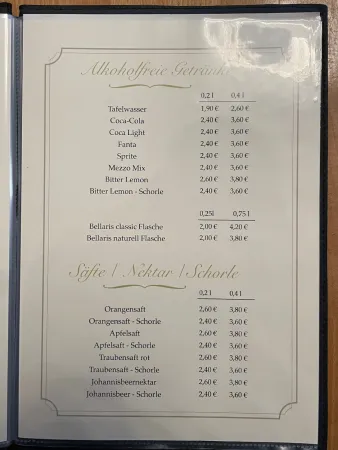 Alkoholfreie Getränke
0,2 l 0,4 l
Tafelwasser 1,90 € 2,60 €
Coca-Cola 2,40 € 3,60 €
Coca Light 2,40 € 3,60 €
Fanta 2,40 € 3,60 €
Sprite 2,40 € 3,60 €
Mezzo Mix 2,40 € 3,60 €
Bitter Lemon 2,60 € 3,80 €
Bitter Lemon - Schorle 2,40 € 3,60 €
0,25l 0,75 l
Bellaris classic Flasche 2,00 € 4,20 €
Bellaris naturell Flasche 2,00 € 3,80 €
Säfte / Nektar / Schorle
0,2 l 0,4 l
Orangensaft 2,60 € 3,80 €
Orangensaft - Schorle 2,40 € 3,60 €
Apfelsaft 2,60 € 3,80 €
Apfelsaft - Schorle 2,40 € 3,60 €
Traubensaft rot 2,60 € 3,80 €
Traubensaft - Schorle 2,40 € 3,60 €
Johannisbeernektar 2,60 € 3,80 €
Johannisbeer - Schorle 2,40 € 3,60 €